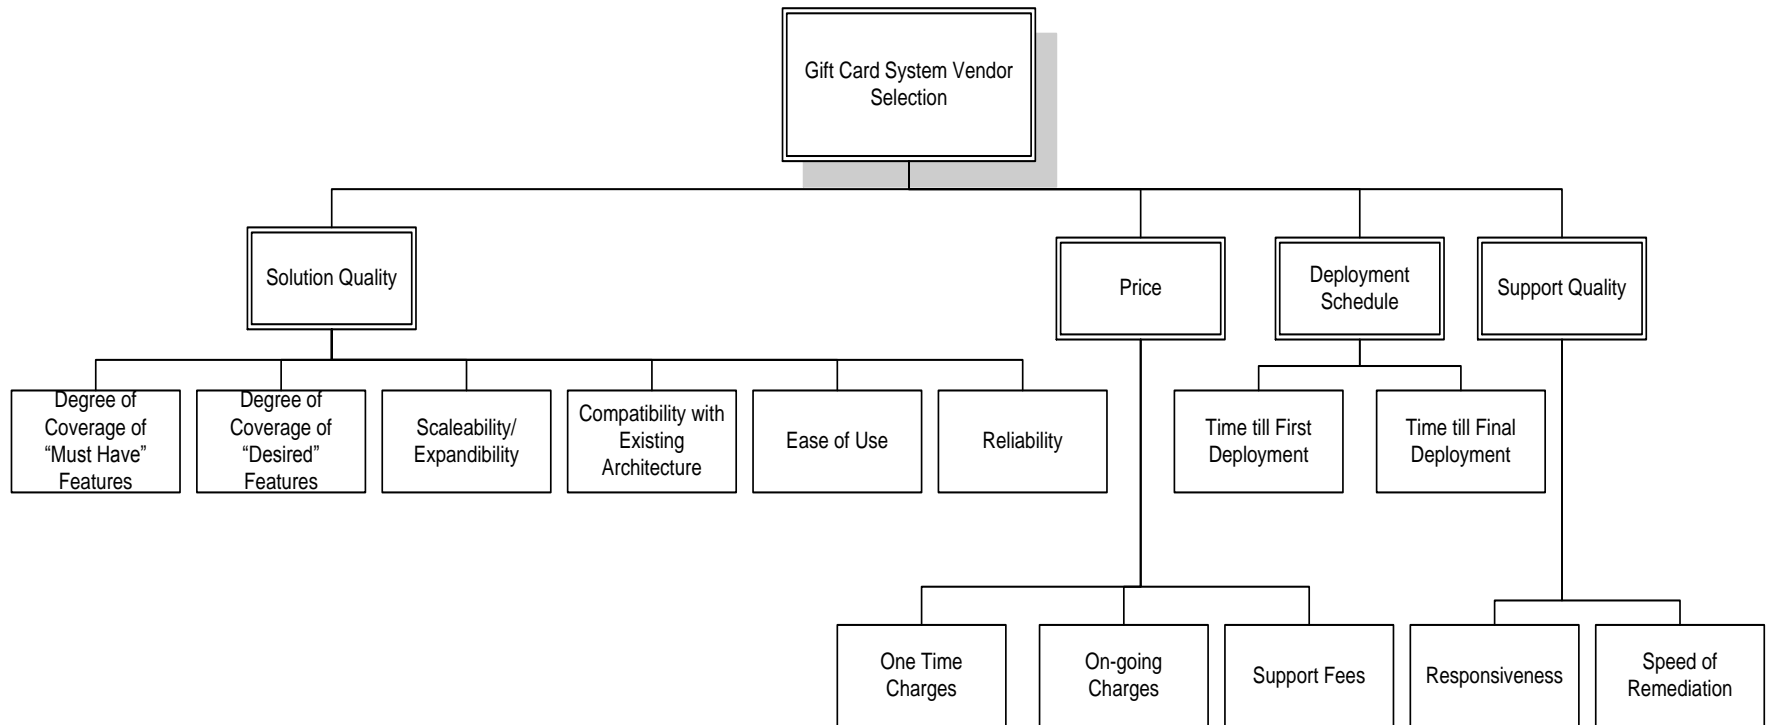 Gift Card System Vendor
Selection
Solution Quality
Price
Deployment
Schedule
Support Quality
Degree of
Coverage of
“Must Have”
Features
Degree of
Coverage of
“Desired”
Features
Scaleability/
Expandibility
Compatibility with
Existing
Architecture
Ease of Use
Reliability
Time till First
Deployment
Time till Final
Deployment
One Time
Charges
On-going
Charges
Support Fees
Responsiveness
Speed of
Remediation